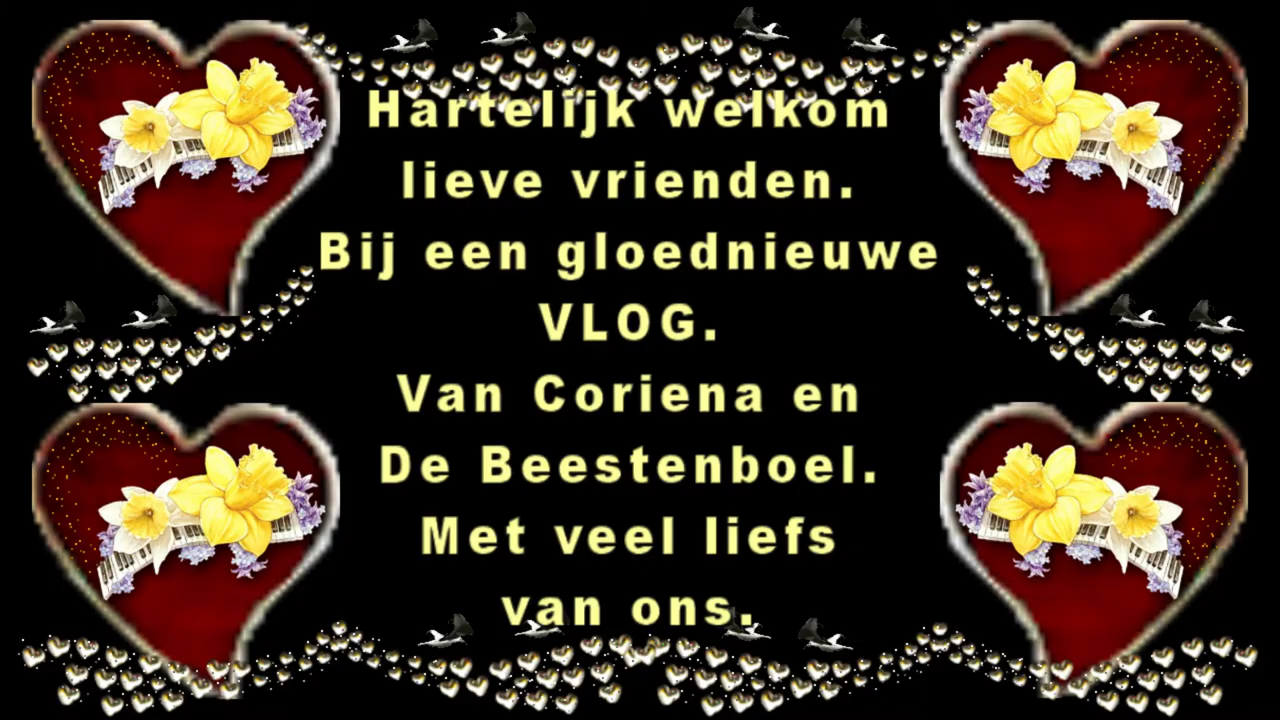 Hartelijk welkom
lieve vrienden.
Bij een gloednieuwe
VLOG.
Van Coriena en
De Beestenboel.
Met veel liefs
van ons.